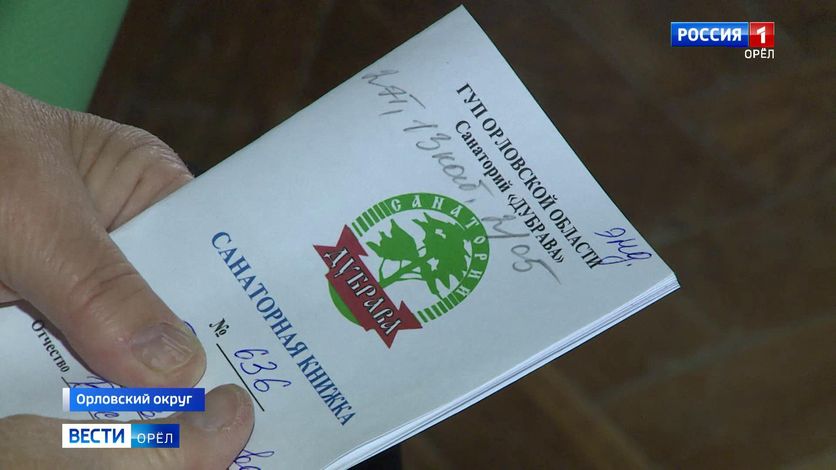 РОССИЯ 1
ОРЁЛ
ГУП ОРЛОВСКОЙ ОБЛАСТИ
Санаторий «ДУБРАВА»
энд.
САНАТОРИЙ
ДУБРАВА
САНАТОРНАЯ КНИЖКА
№ 636
Отчество
Орловский округ
ВЕСТИ ОРЁЛ